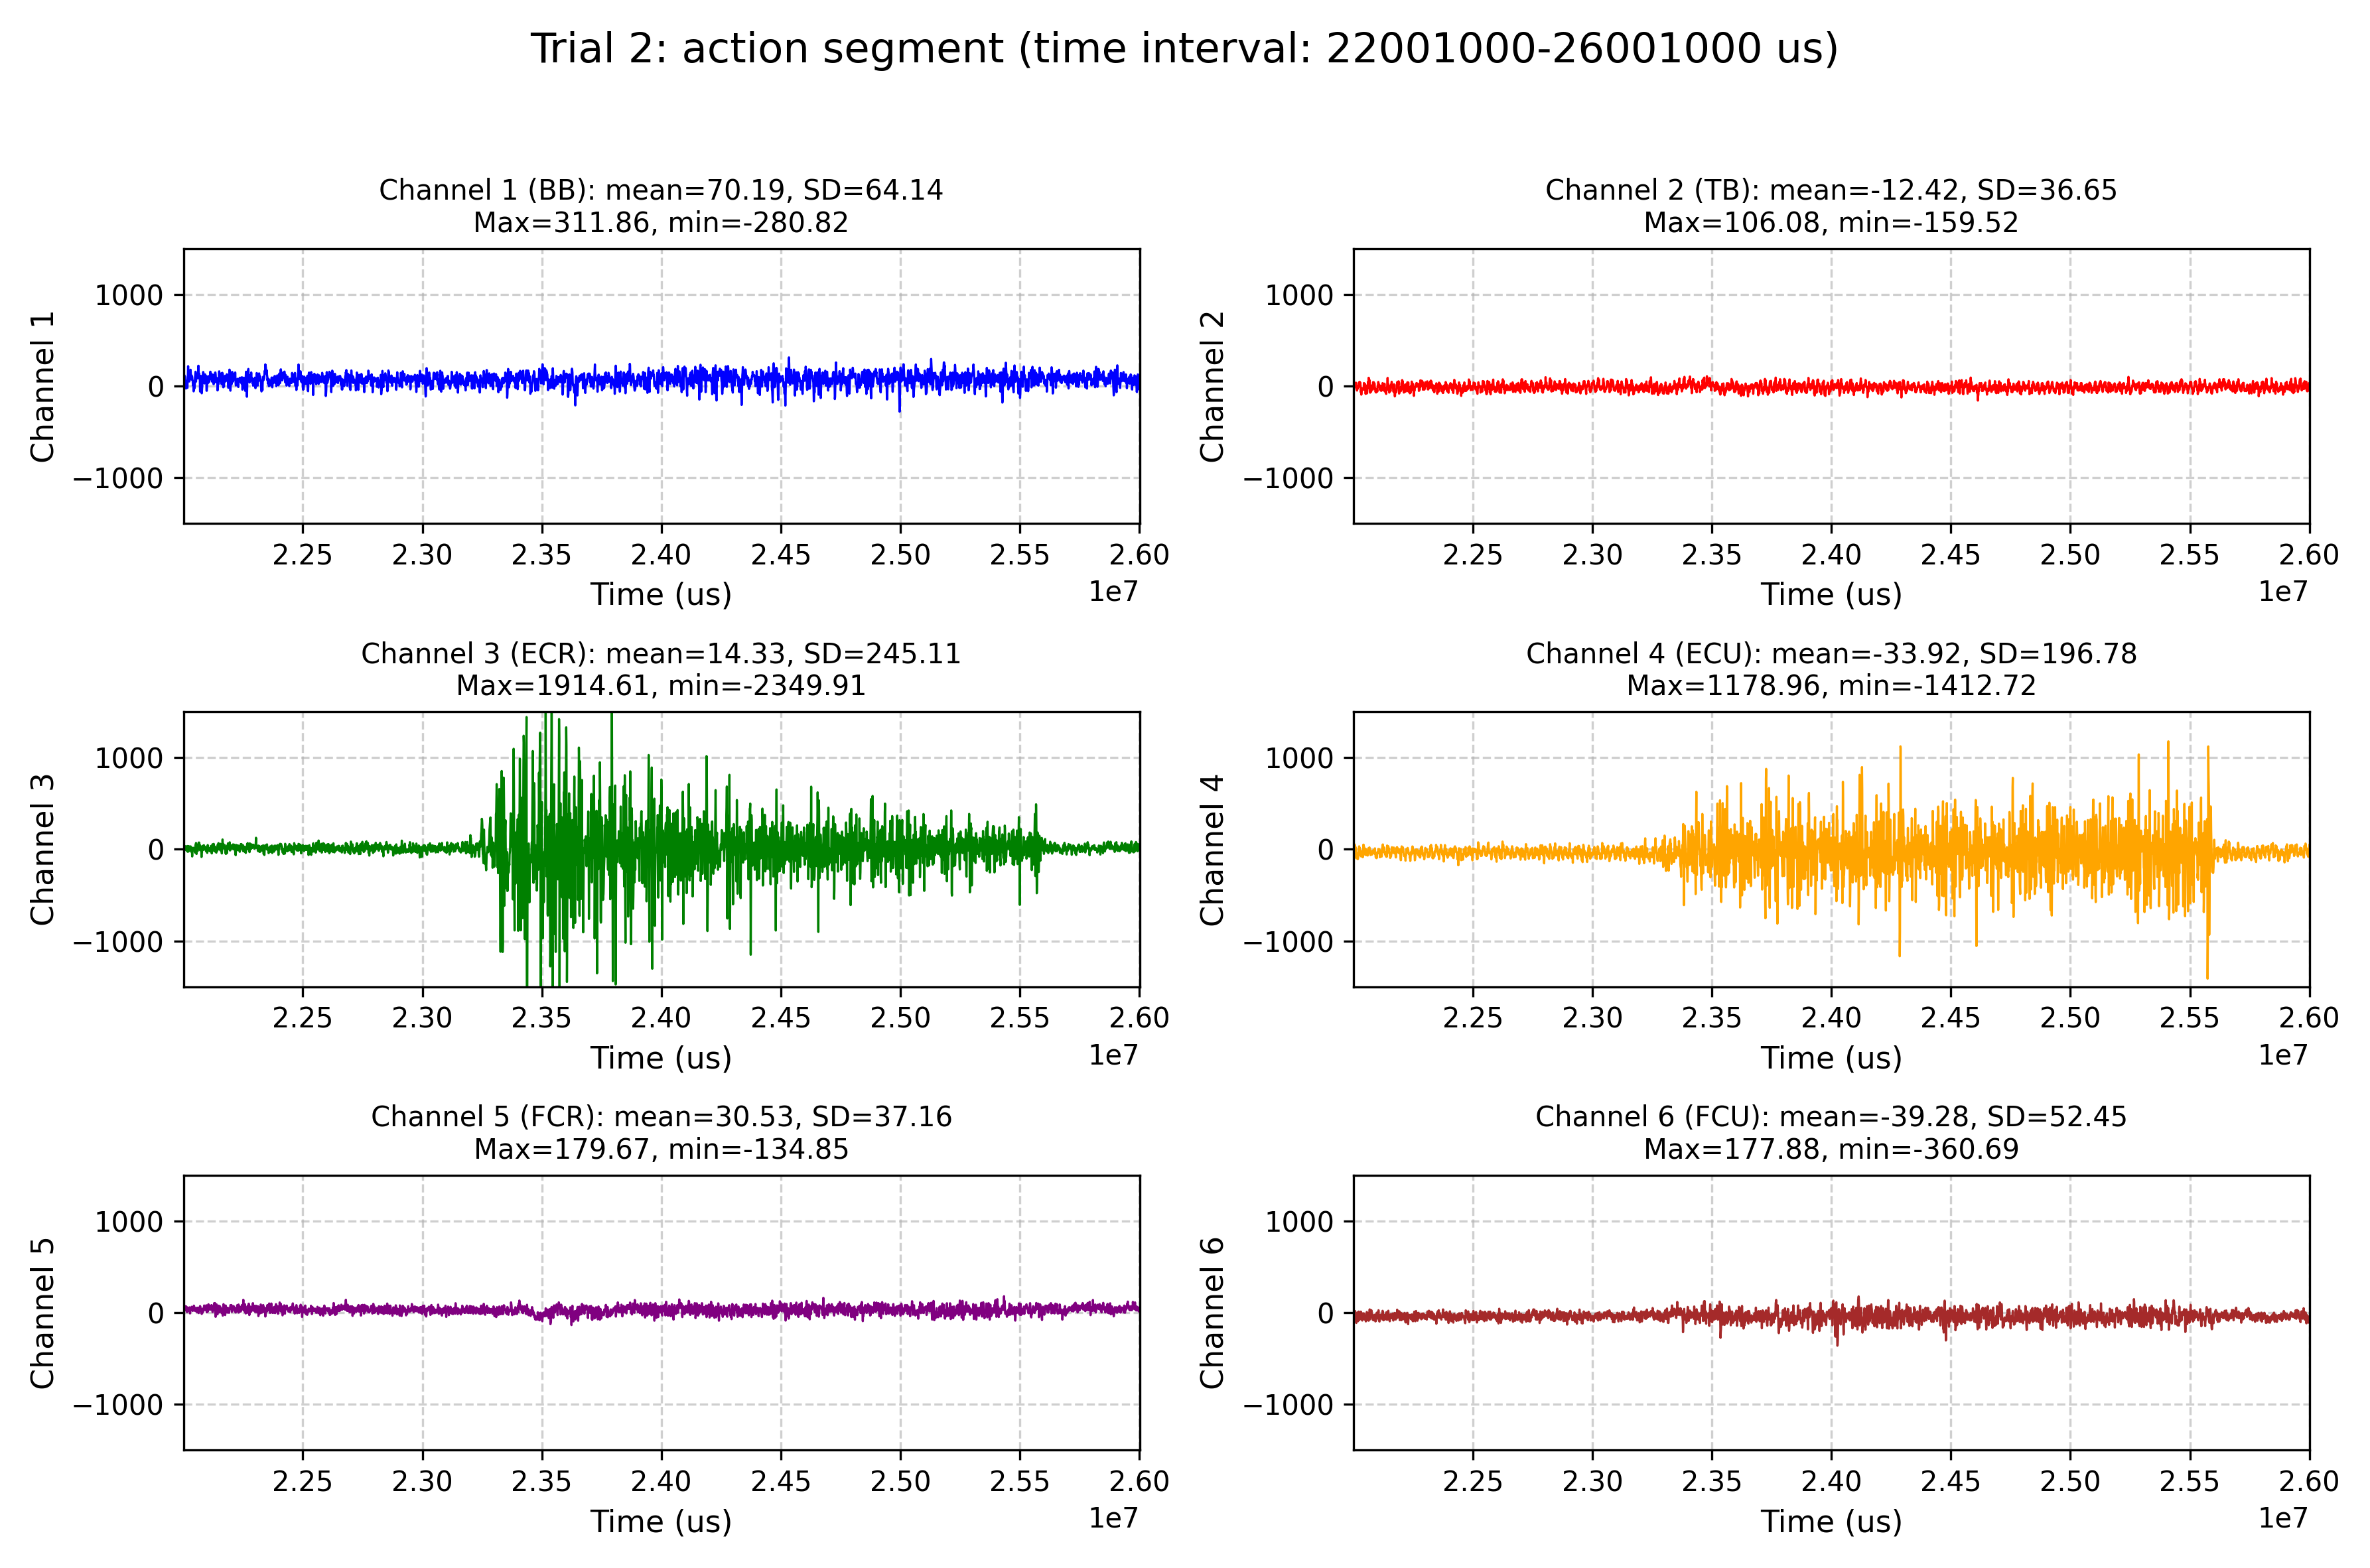 Trial 2: action segment (time interval: 22001000-26001000 us)
Channel 1 (BB): mean=70.19, SD=64.14
Max=311.86, min=-280.82
Channel 1
1000
0
−1000
2.25 2.30 2.35 2.40 2.45 2.50 2.55 2.60
Time (us)
1e7
Channel 2 (TB): mean=-12.42, SD=36.65
Max=106.08, min=-159.52
Channel 2
1000
0
−1000
2.25 2.30 2.35 2.40 2.45 2.50 2.55 2.60
Time (us)
1e7
Channel 3 (ECR): mean=14.33, SD=245.11
Max=1914.61, min=-2349.91
Channel 3
1000
0
−1000
2.25 2.30 2.35 2.40 2.45 2.50 2.55 2.60
Time (us)
1e7
Channel 4 (ECU): mean=-33.92, SD=196.78
Max=1178.96, min=-1412.72
Channel 4
1000
0
−1000
2.25 2.30 2.35 2.40 2.45 2.50 2.55 2.60
Time (us)
1e7
Channel 5 (FCR): mean=30.53, SD=37.16
Max=179.67, min=-134.85
Channel 5
1000
0
−1000
2.25 2.30 2.35 2.40 2.45 2.50 2.55 2.60
Time (us)
1e7
Channel 6 (FCU): mean=-39.28, SD=52.45
Max=177.88, min=-360.69
Channel 6
1000
0
−1000
2.25 2.30 2.35 2.40 2.45 2.50 2.55 2.60
Time (us)
1e7